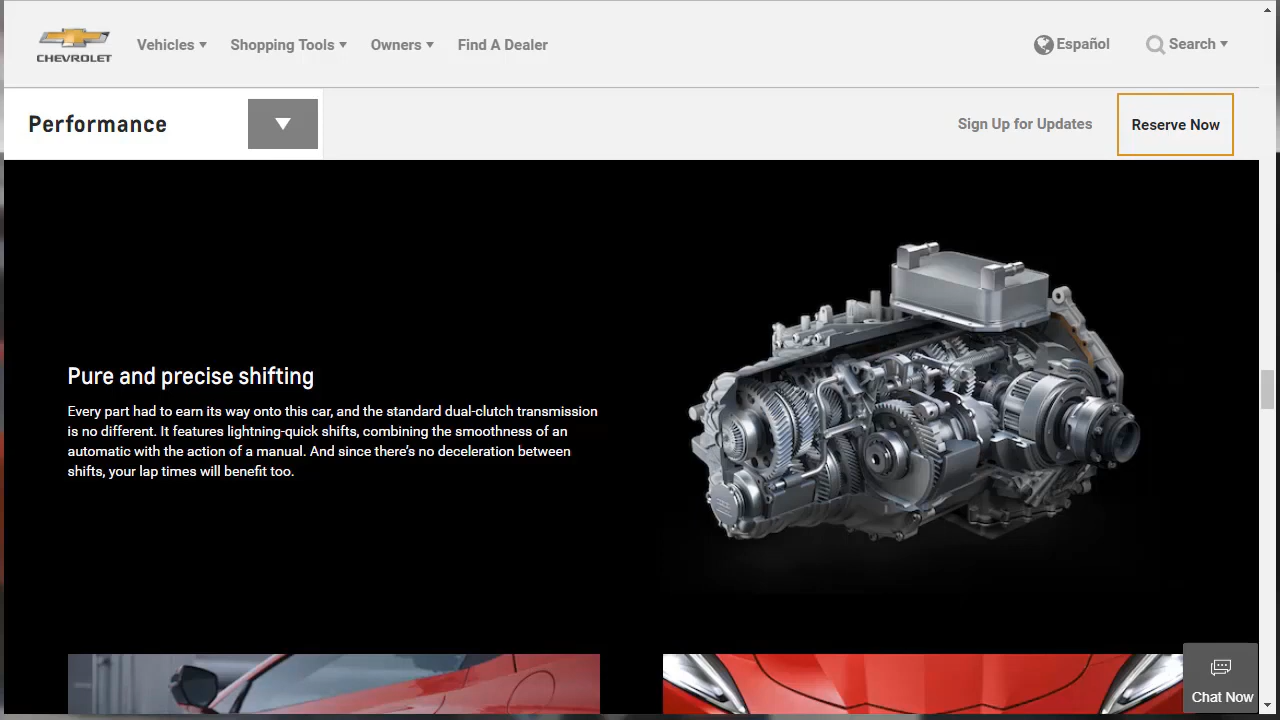 CHEVROLET
Vehicles
Shopping Tools
Owners
Find A Dealer
Español
Search
Performance
Sign Up for Updates
Reserve Now
Pure and precise shifting
Every part had to earn its way onto this car, and the standard dual-clutch transmission
is no different. It features lightning-quick shifts, combining the smoothness of an
automatic with the action of a manual. And since there's no deceleration between
shifts, your lap times will benefit too.
Chat Now